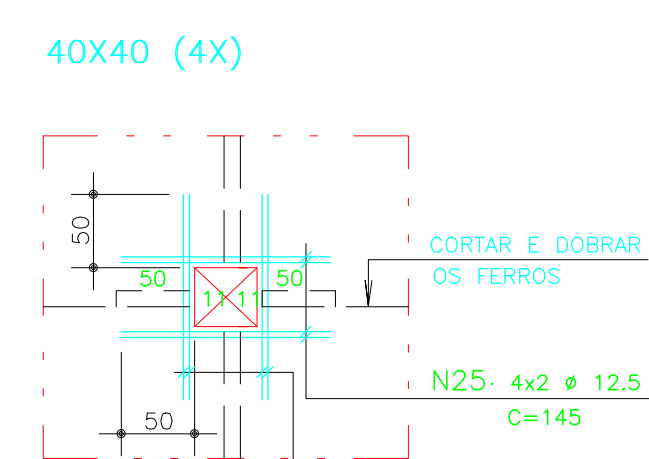 40X40 (4X)
50
CORTAR E DOBRAR
OS FERROS
50
50
11 11
N25. 4x2 ø 12.5
C=145
50